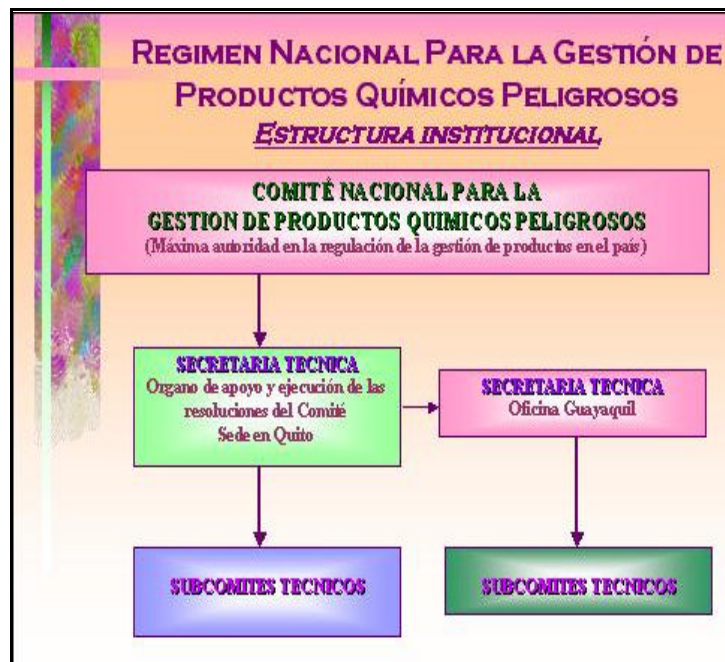 REGIMEN NACIONAL PARA LA GESTIÓN DE
PRODUCTOS QUÍMICOS PELIGROSOS
ESTRUCTURA INSTITUCIONAL
COMITÉ NACIONAL PARA LA
GESTION DE PRODUCTOS QUIMICOS PELIGROSOS
(Máxima autoridad en la regulación de la gestión de productos en el país)
SECRETARIA TECNICA
Organo de apoyo y ejecución de las
resoluciones del Comité
Sede en Quito
SECRETARIA TECNICA
Oficina Guayaquil
SUBCOMITES TECNICOS
SUBCOMITES TECNICOS